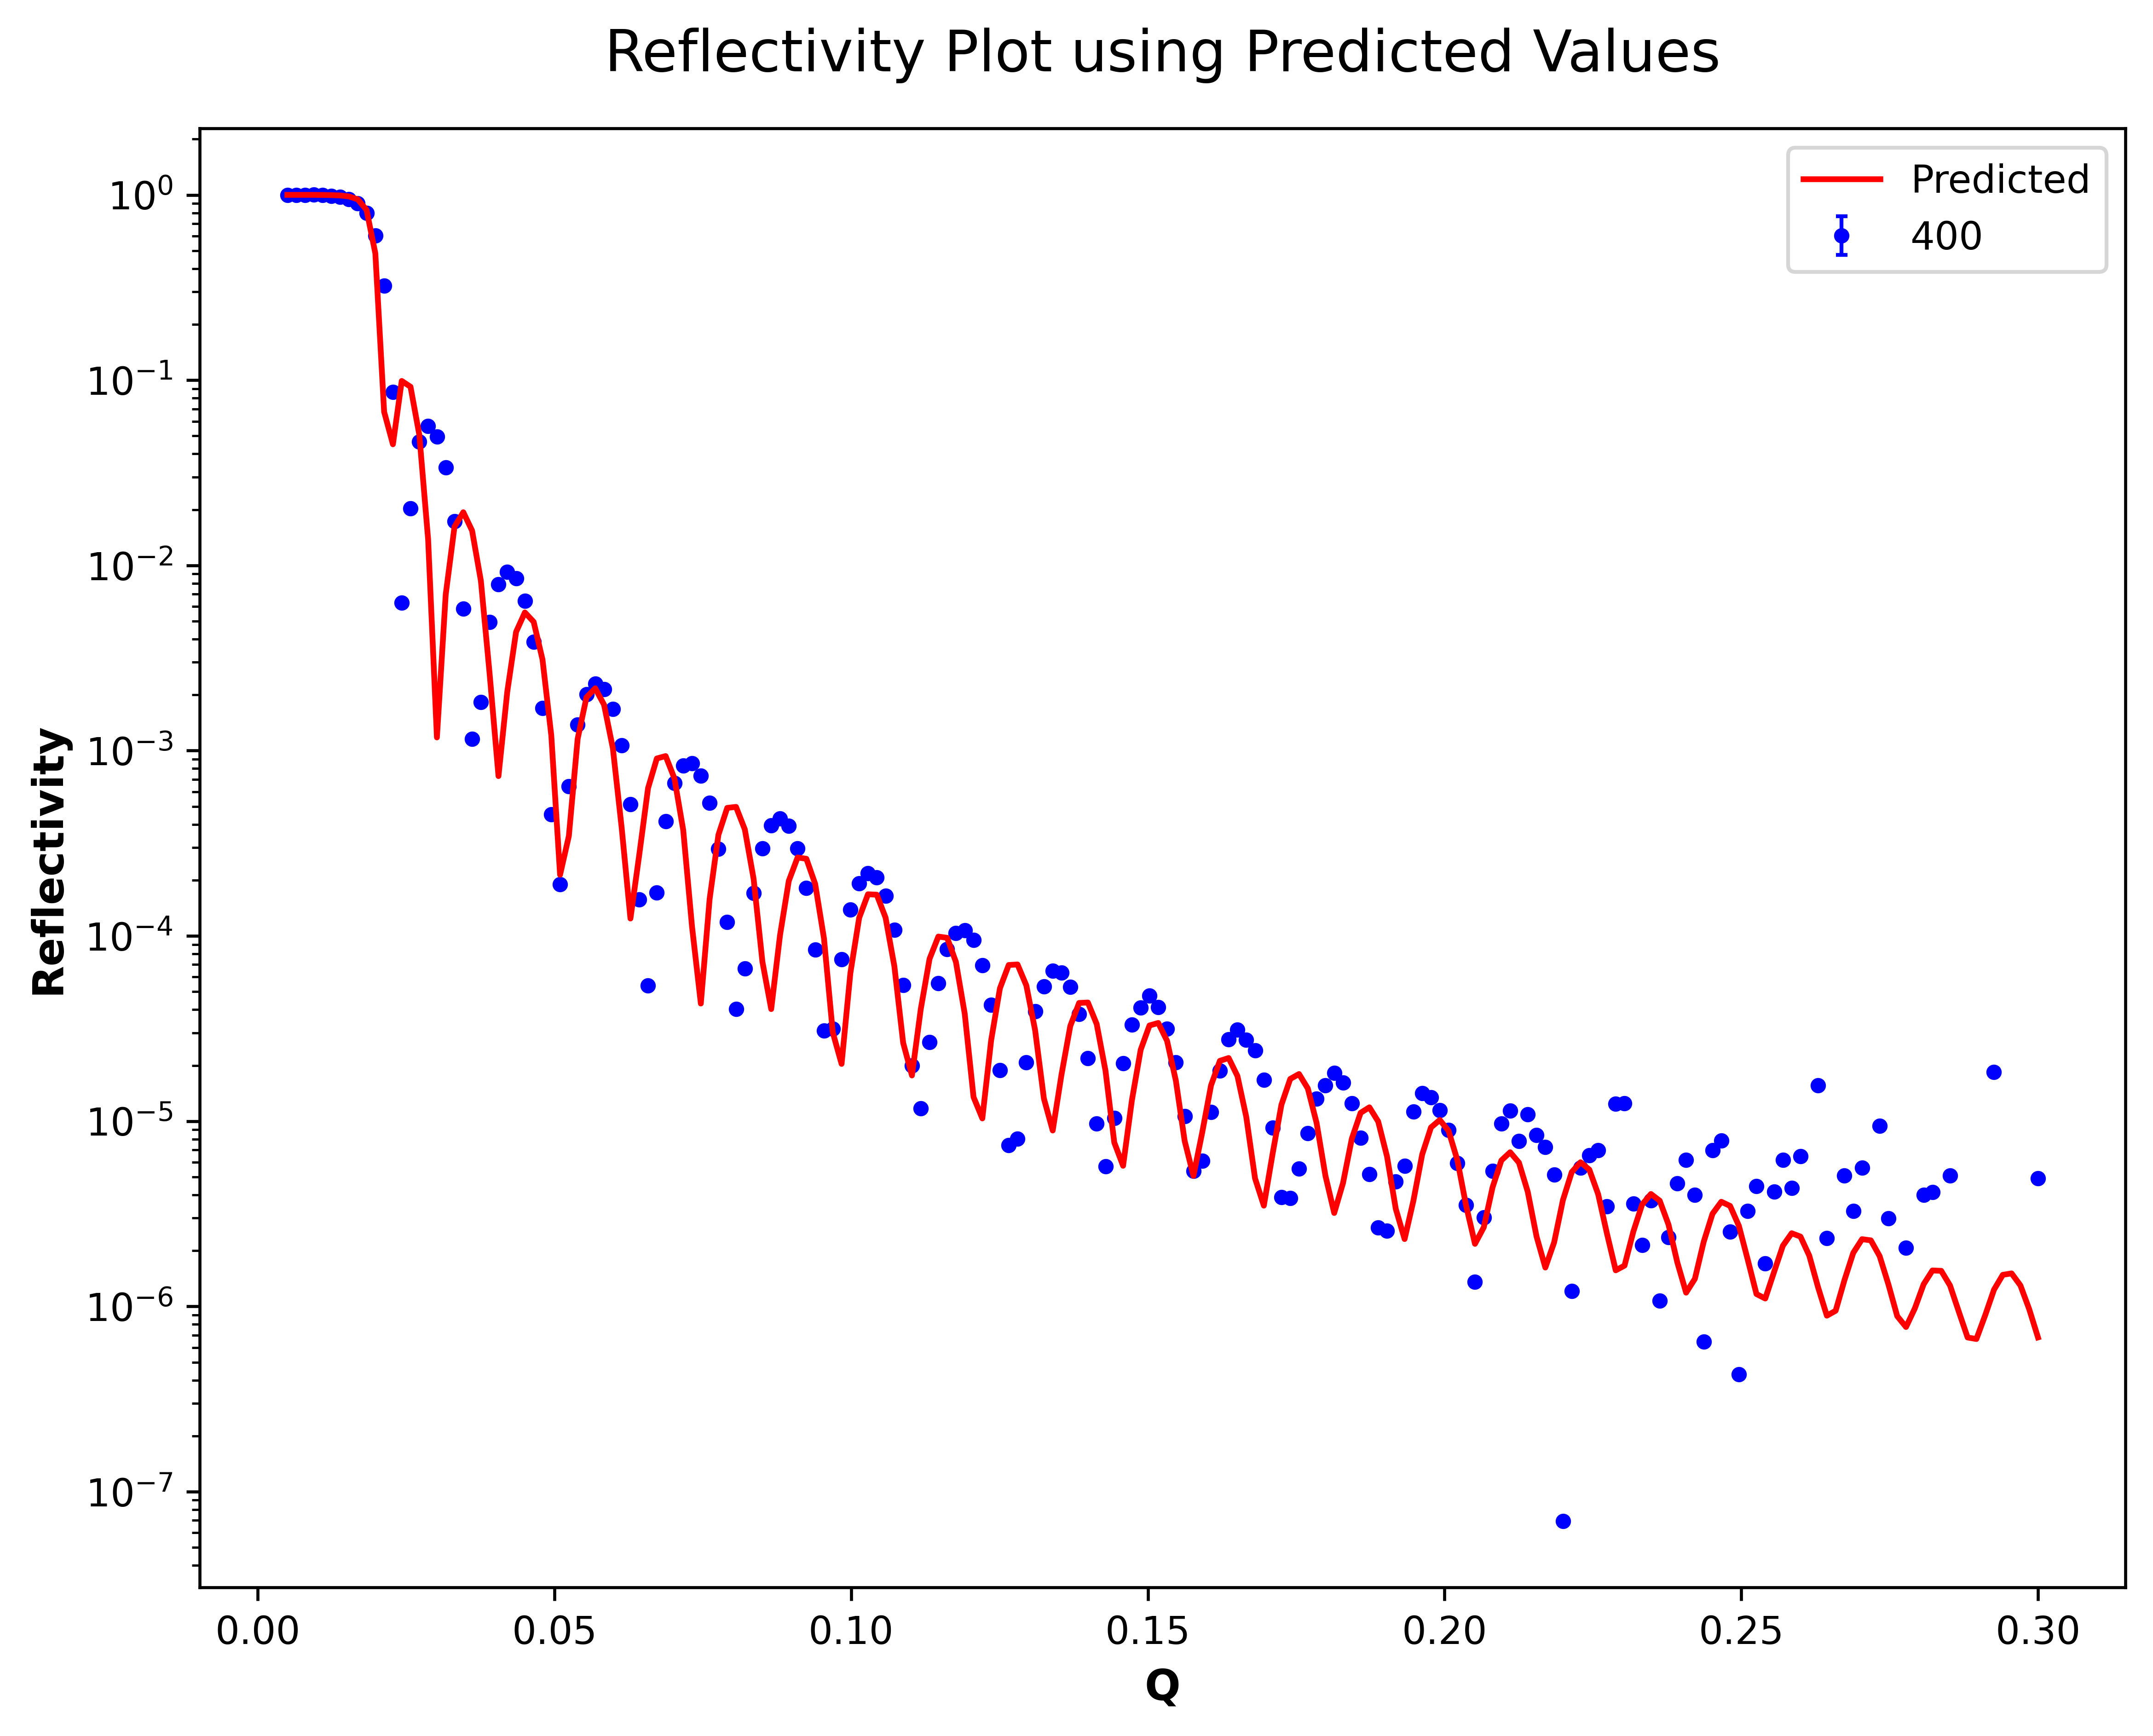 Reflectivity Plot using Predicted Values
Predicted
400
10⁰
10⁻¹
10⁻²
10⁻³
10⁻⁴
10⁻⁵
10⁻⁶
10⁻⁷
Reflectivity
0.00 0.05 0.10 0.15 0.20 0.25 0.30
Q